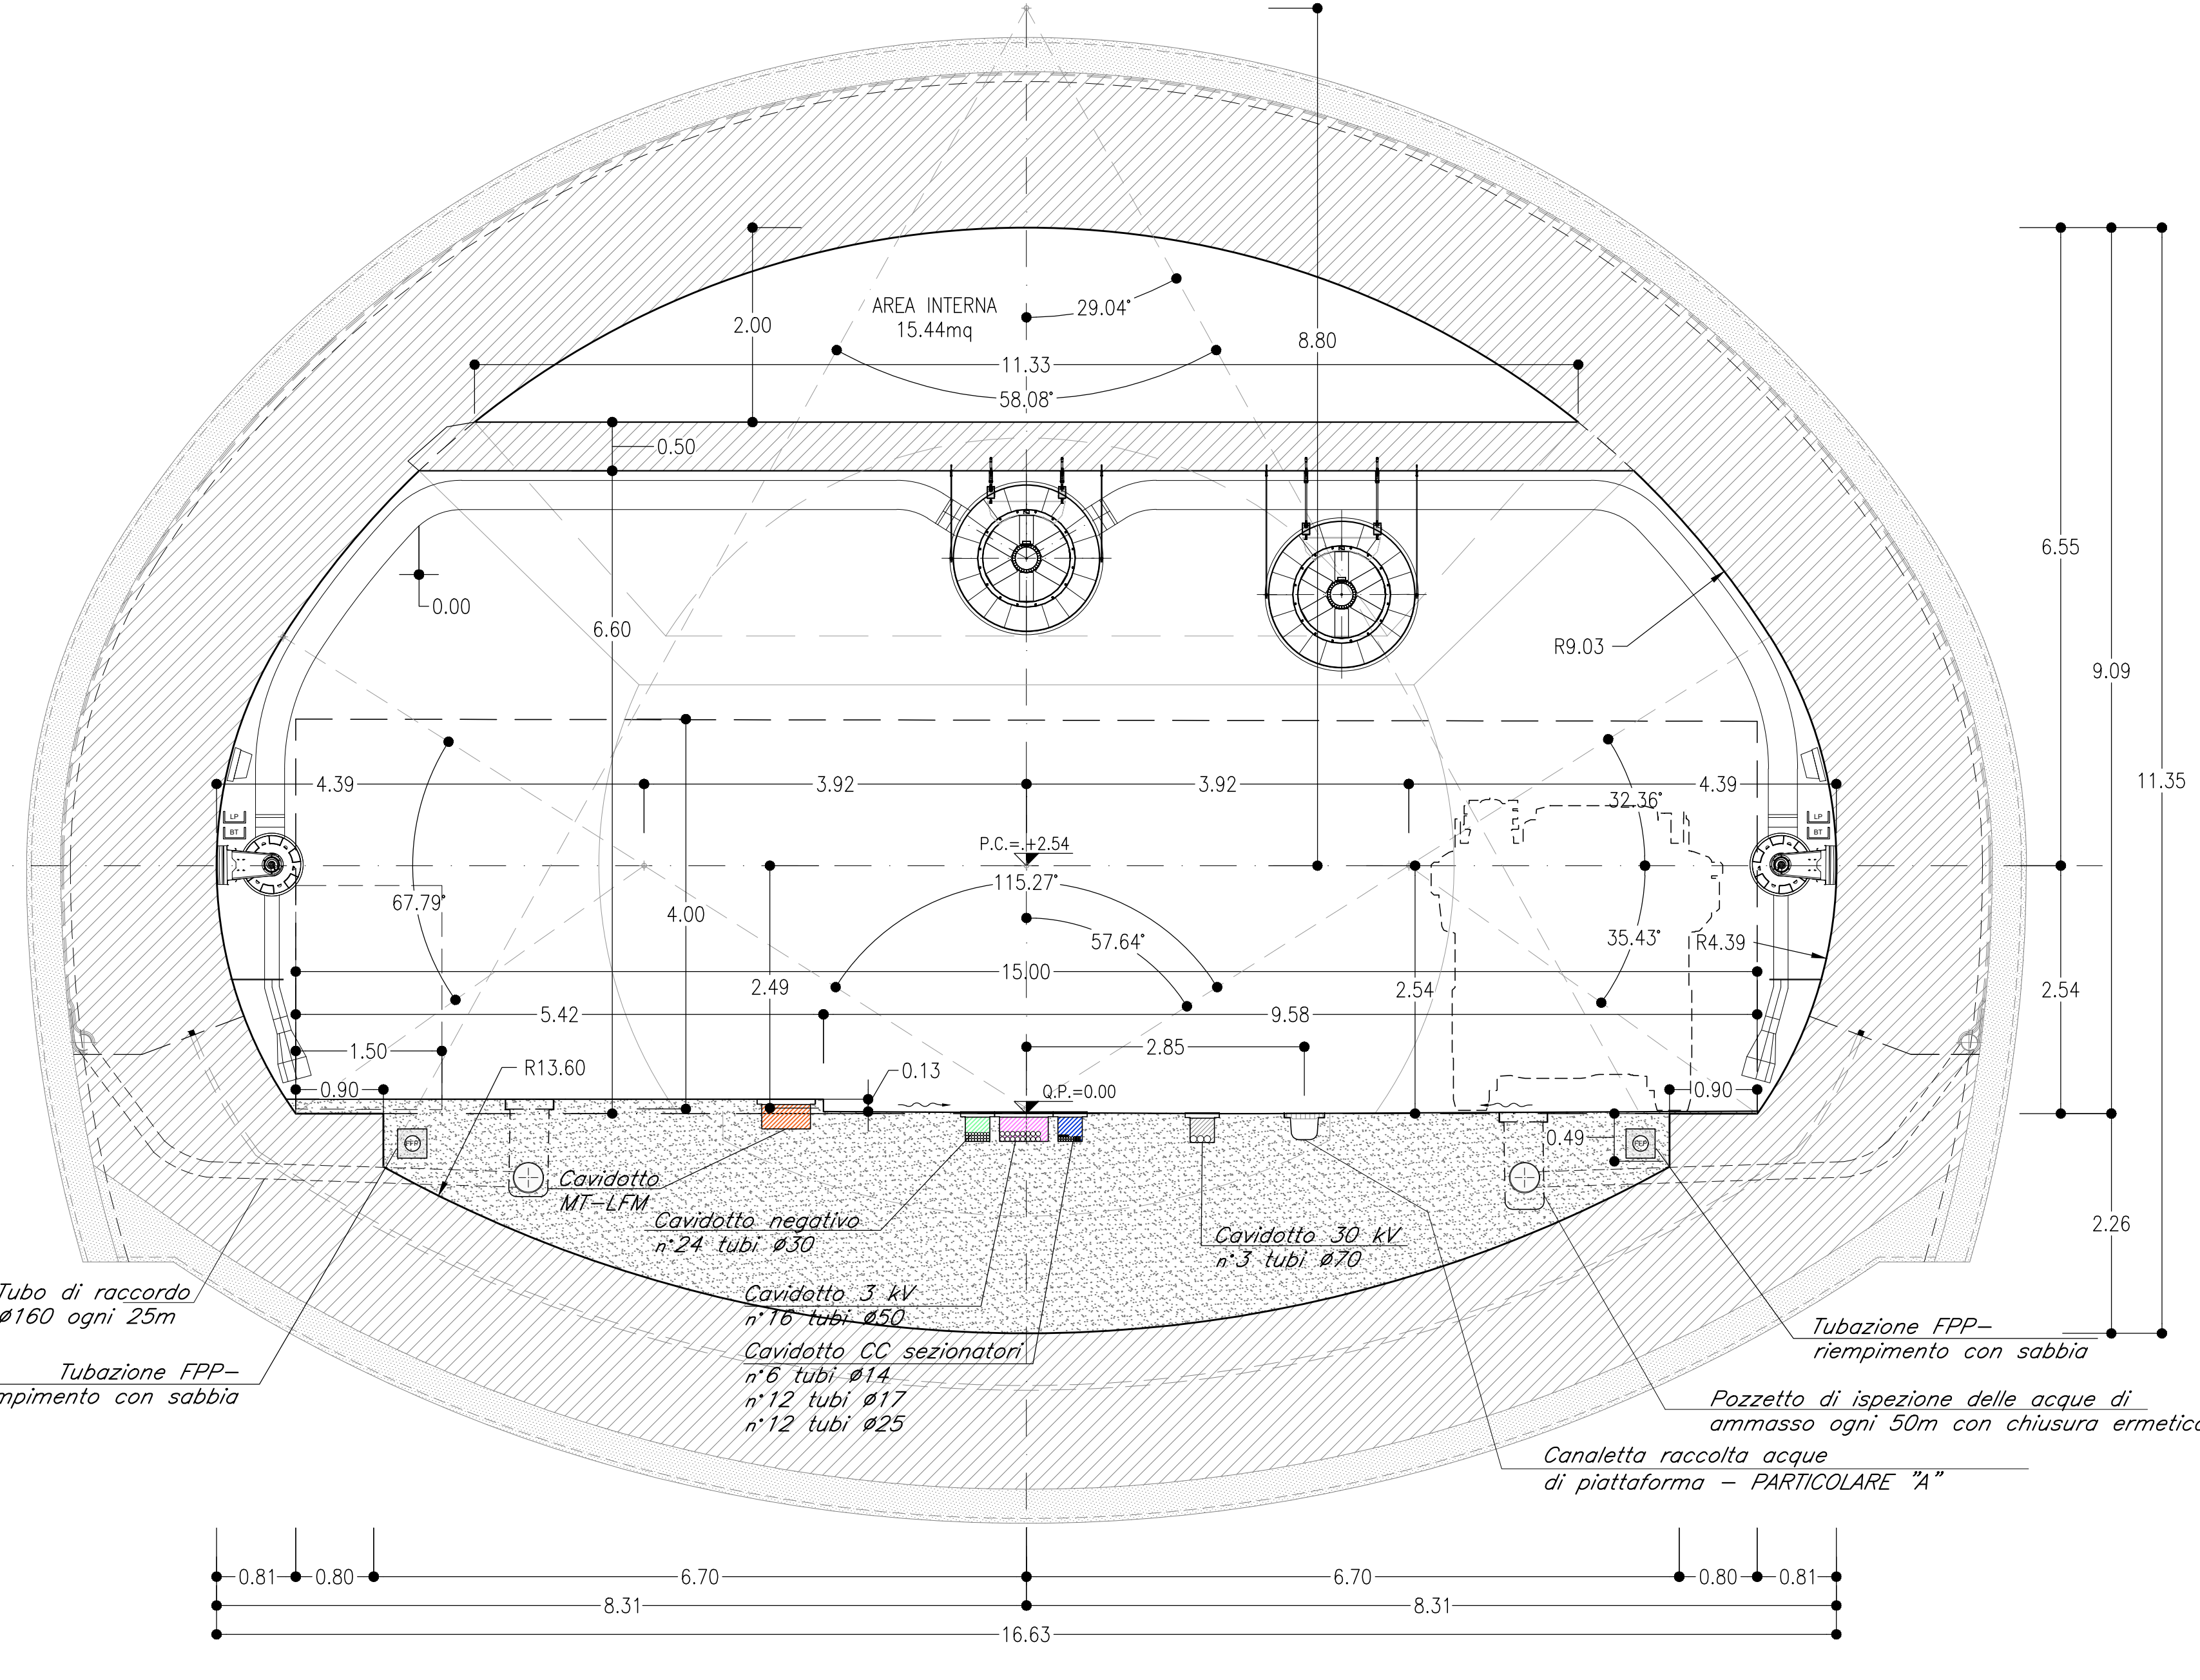 AREA INTERNA
15.44mq
29.04°
2.00
8.80
11.33
58.08°
0.50
0.00
6.60
R9.03
6.55
9.09
11.35
4.39
3.92
3.92
4.39
32.36°
LP
BT
LP
BT
P.C.=.+2.54
115.27°
67.79°
4.00
57.64°
35.43°
R4.39
15.00
2.49
2.54
2.54
5.42
9.58
1.50
2.85
R13.60
0.13
0.90
Q.P.=0.00
0.90
0.49
FPP
FPP
Cavidotto
MT-LFM
Cavidotto negativo
n°24 tubi ø30
Cavidotto 30 kV
n°3 tubi ø70
2.26
Tubo di raccordo
ø160 ogni 25m
Cavidotto 3 kV
n°16 tubi ø50
Cavidotto CC sezionatori
n°6 tubi ø14
n°12 tubi ø17
n°12 tubi ø25
Tubazione FPP-
mpimento con sabbia
Tubazione FPP-
riempimento con sabbia
Pozzetto di ispezione delle acque di
ammasso ogni 50m con chiusura ermetica
Canaletta raccolta acque
di piattaforma - PARTICOLARE "A"
0.81
0.80
6.70
6.70
0.80
0.81
8.31
8.31
16.63